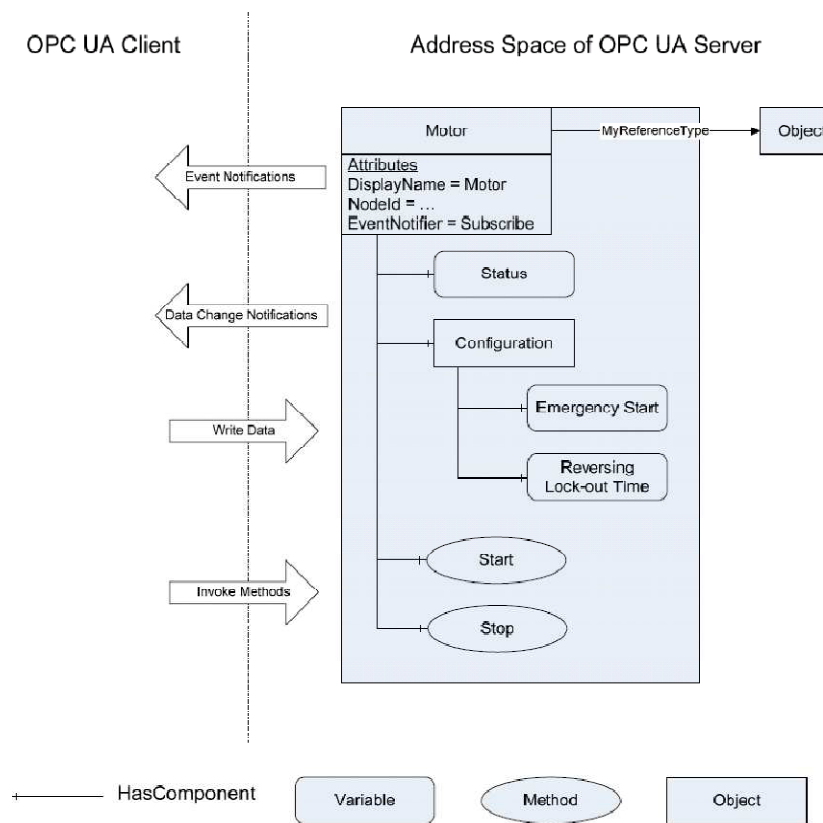 OPC UA Client
Address Space of OPC UA Server
Motor
MyReferenceType
Object
Attributes
DisplayName = Motor
NodeId = ...
EventNotifier = Subscribe
Event Notifications
Status
Data Change Notifications
Configuration
Emergency Start
Write Data
Reversing
Lock-out Time
Start
Invoke Methods
Stop
HasComponent
Variable
Method
Object